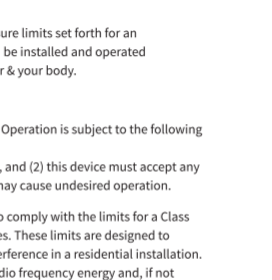 ure limits set forth for an
be installed and operated
r & your body.
Operation is subject to the following
, and (2) this device must accept any
may cause undesired operation.
o comply with the limits for a Class
es. These limits are designed to
erference in a residential installation.
dio frequency energy and, if not